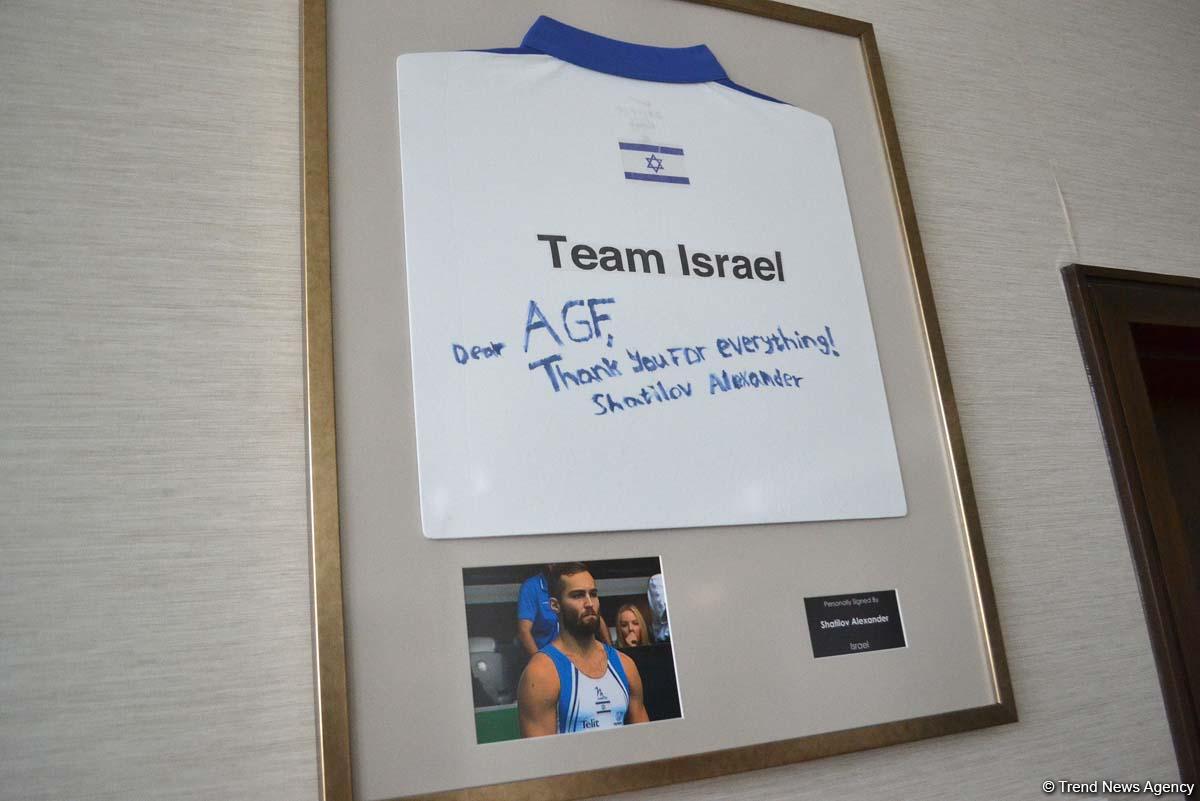 Team Israel
Dear AGF,
Thank You For everything!
Shatilov Alexander
Telit
Personally Signed By
Shatilov Alexander
Israel
© Trend News Agency